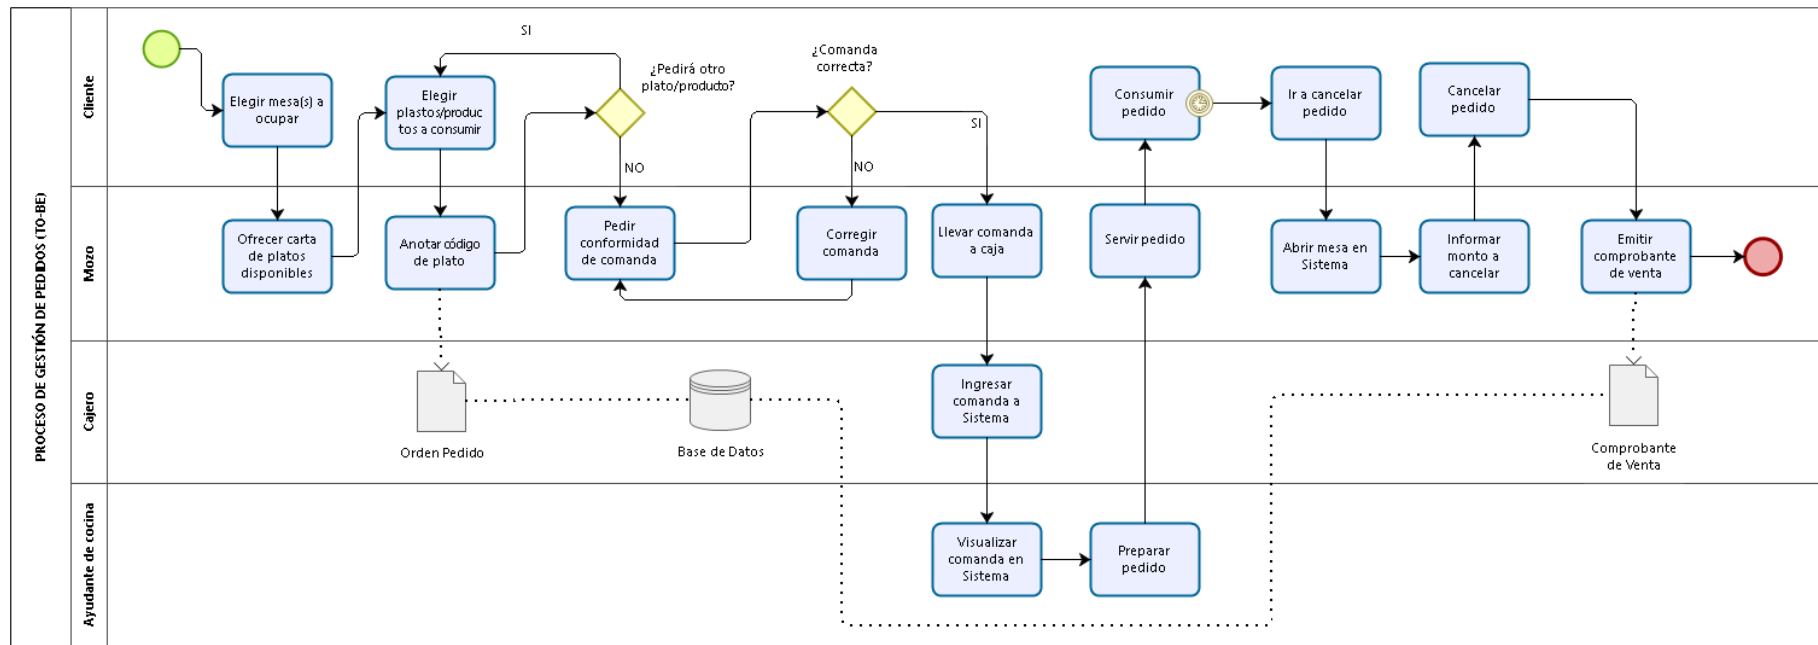 PROCESO DE GESTIÓN DE PEDIDOS (TO-BE)
Cliente
Elegir mesa(s) a
ocupar
Elegir
plastos/produc
tos a consumir
SI
¿Pedirá otro
plato/producto?
NO
¿Comanda
correcta?
SI
NO
Consumir
pedido
Ir a cancelar
pedido
Cancelar
pedido
Mozo
Ofrecer carta
de platos
disponibles
Anotar código
de plato
Pedir
conformidad
de comanda
Corregir
comanda
Llevar comanda
a caja
Servir pedido
Abrir mesa en
Sistema
Informar
monto a
cancelar
Emitir
comprobante
de venta
Cajero
Orden Pedido
Base de Datos
Ingresar
comanda a
Sistema
Comprobante
de Venta
Ayudante de cocina
Visualizar
comanda en
Sistema
Preparar
pedido